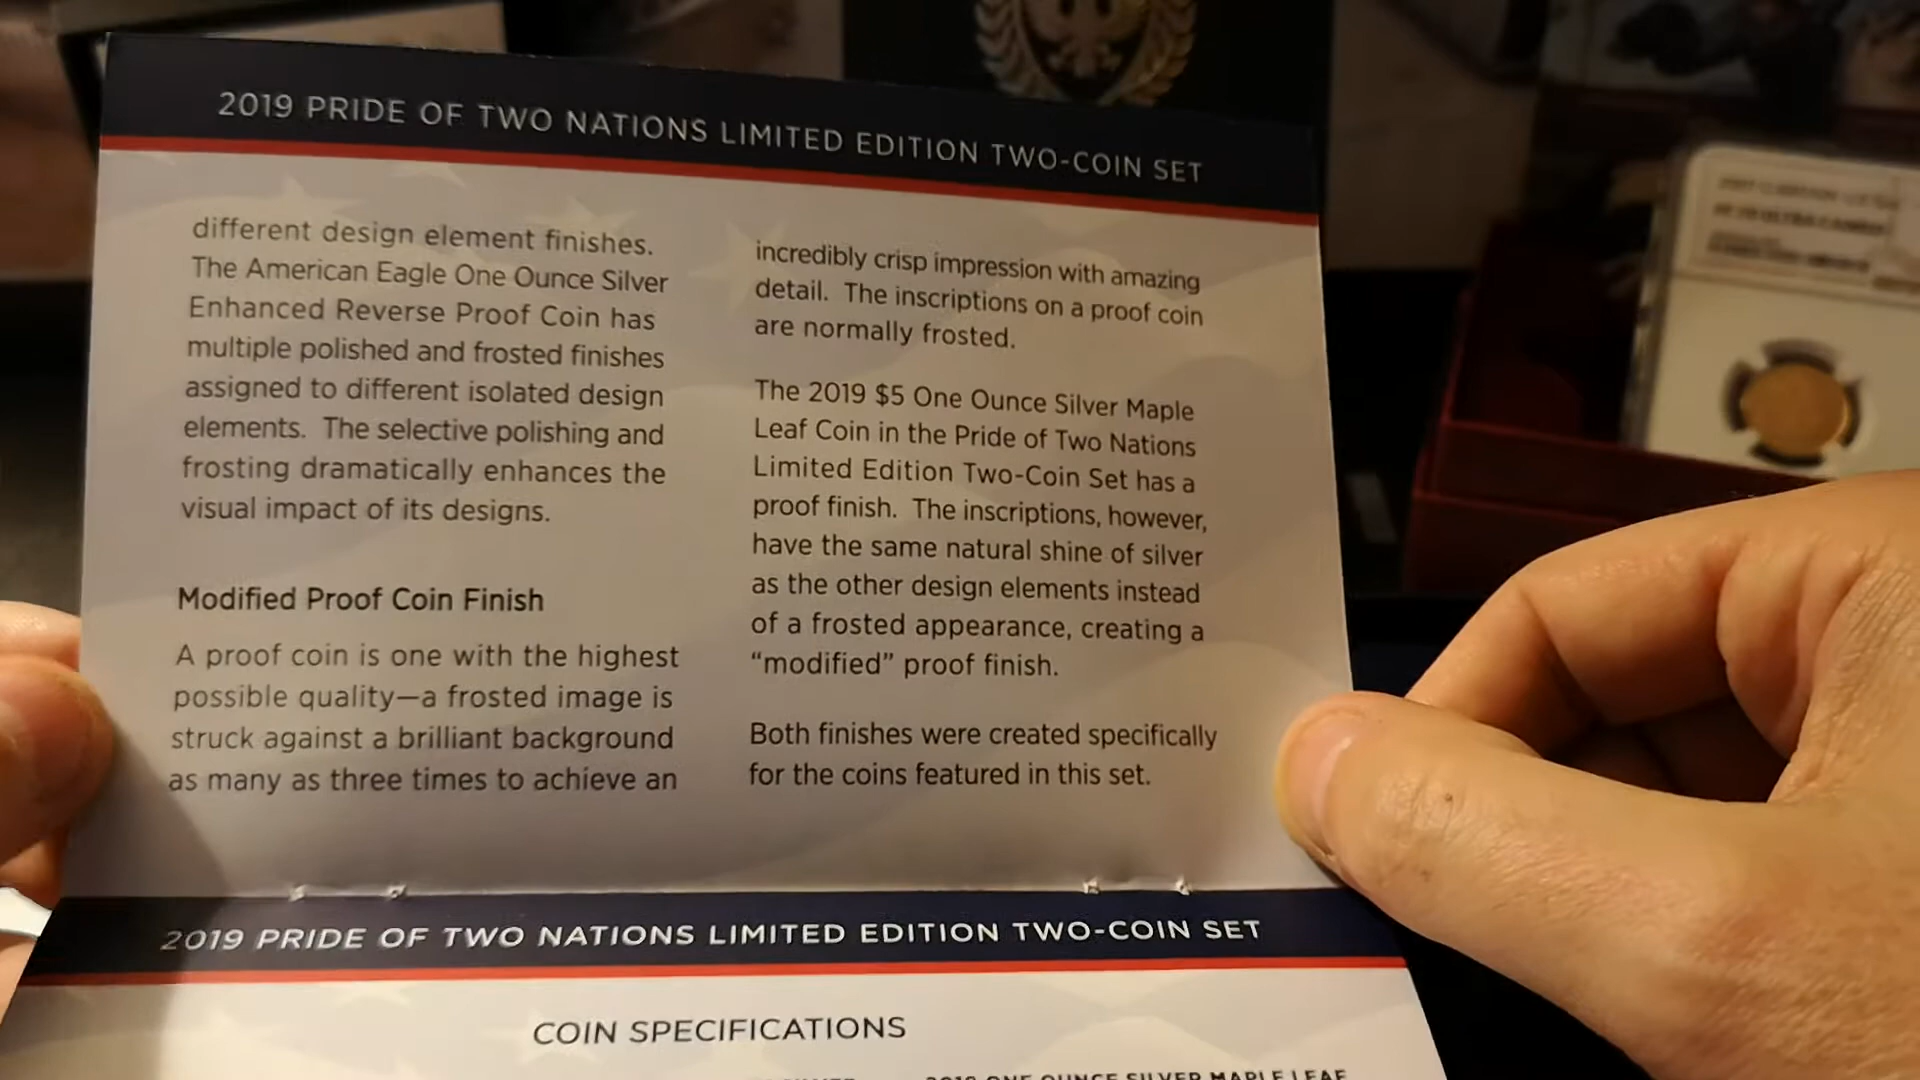 2019 PRIDE OF TWO NATIONS LIMITED EDITION TWO-COIN SET
different design element finishes.
The American Eagle One Ounce Silver
Enhanced Reverse Proof Coin has
multiple polished and frosted finishes
assigned to different isolated design
elements. The selective polishing and
frosting dramatically enhances the
visual impact of its designs.
Modified Proof Coin Finish
A proof coin is one with the highest
possible quality—a frosted image is
struck against a brilliant background
as many as three times to achieve an
incredibly crisp impression with amazing
detail. The inscriptions on a proof coin
are normally frosted.
The 2019 $5 One Ounce Silver Maple
Leaf Coin in the Pride of Two Nations
Limited Edition Two-Coin Set has a
proof finish. The inscriptions, however,
have the same natural shine of silver
as the other design elements instead
of a frosted appearance, creating a
“modified” proof finish.
Both finishes were created specifically
for the coins featured in this set.
2019 PRIDE OF TWO NATIONS LIMITED EDITION TWO-COIN SET
COIN SPECIFICATIONS
2019 ONE OUNCE SILVER MAPLE LEAF